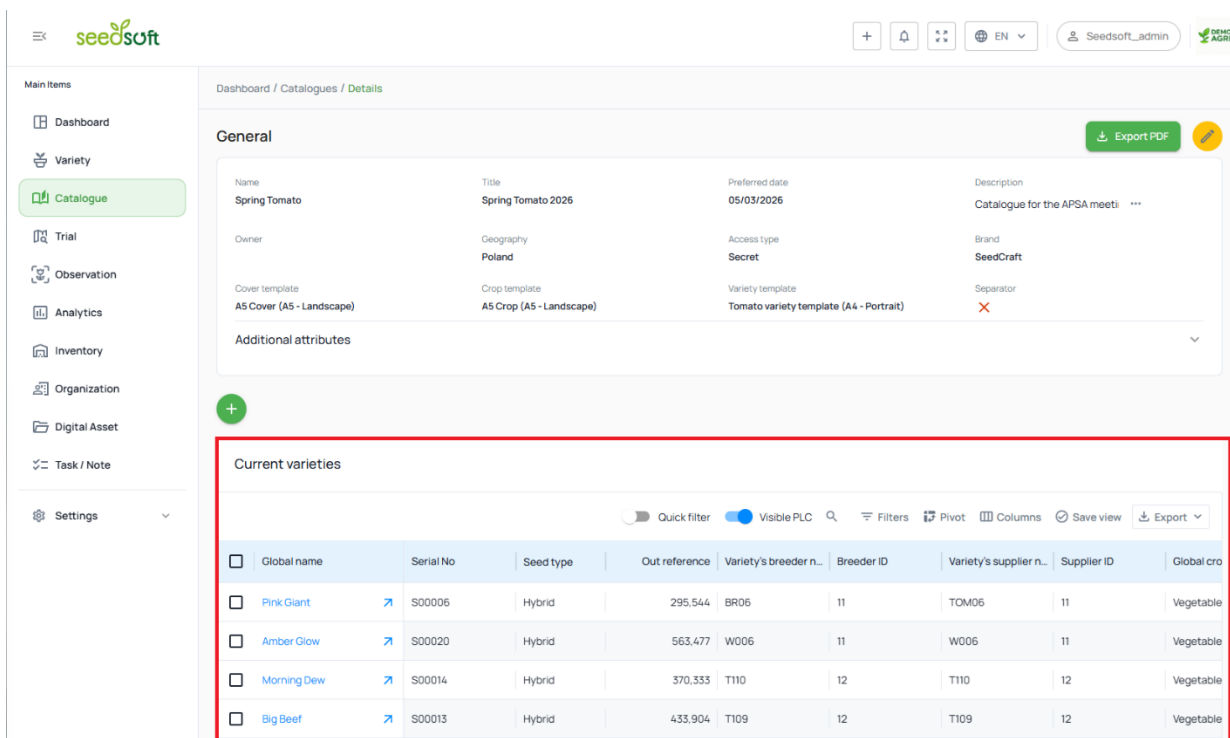 seedsoft
EN
Seedsoft_admin
DEMO
AGRI
Main Items
Dashboard
Variety
Catalogue
Trial
Observation
Analytics
Inventory
Organization
Digital Asset
Task / Note
Settings
Dashboard / Catalogues / Details
General
Export PDF
Name Title Preferred date Description
Spring Tomato Spring Tomato 2026 05/03/2026 Catalogue for the APSA meeti ...
Owner Geography Access type Brand
Poland Secret SeedCraft
Cover template Crop template Variety template Separator
A5 Cover (A5 - Landscape) A5 Crop (A5 - Landscape) Tomato variety template (A4 - Portrait)
Additional attributes
Current varieties
Quick filter Visible PLC Filters Pivot Columns Save view Export
Global name Serial No Seed type Out reference Variety's breeder n... Breeder ID Variety's supplier n... Supplier ID Global cro
Pink Giant S00006 Hybrid 295,544 BR06 11 TOM06 11 Vegetable
Amber Glow S00020 Hybrid 563,477 W006 11 W006 11 Vegetable
Morning Dew S00014 Hybrid 370,333 T110 12 T110 12 Vegetable
Big Beef S00013 Hybrid 433,904 T109 12 T109 12 Vegetable